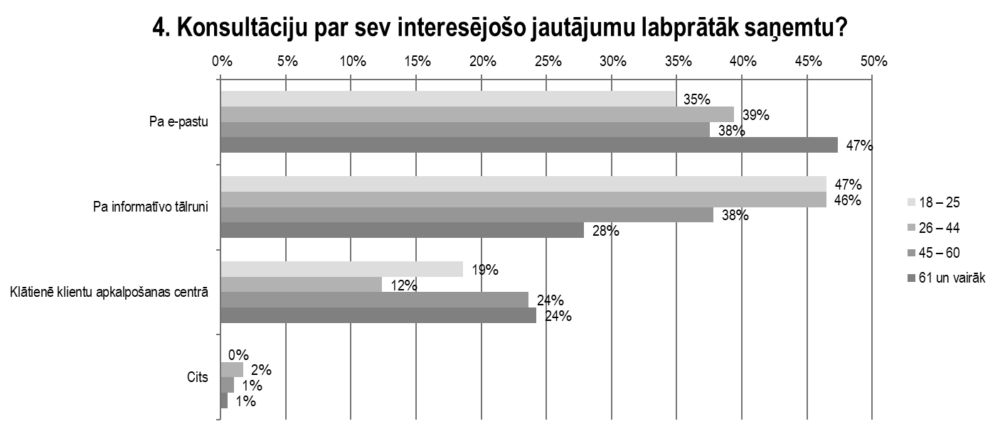 4. Konsultāciju par sev interesējošo jautājumu labprātāk saņemtu?
0% 5% 10% 15% 20% 25% 30% 35% 40% 45% 50%
Pa e-pastu
35%
39%
38%
47%
Pa informatīvo tālruni
47%
46%
38%
28%
Klātienē klientu apkalpošanas centrā
19%
12%
24%
24%
Cits
0%
2%
1%
1%
18 – 25
26 – 44
45 – 60
61 un vairāk